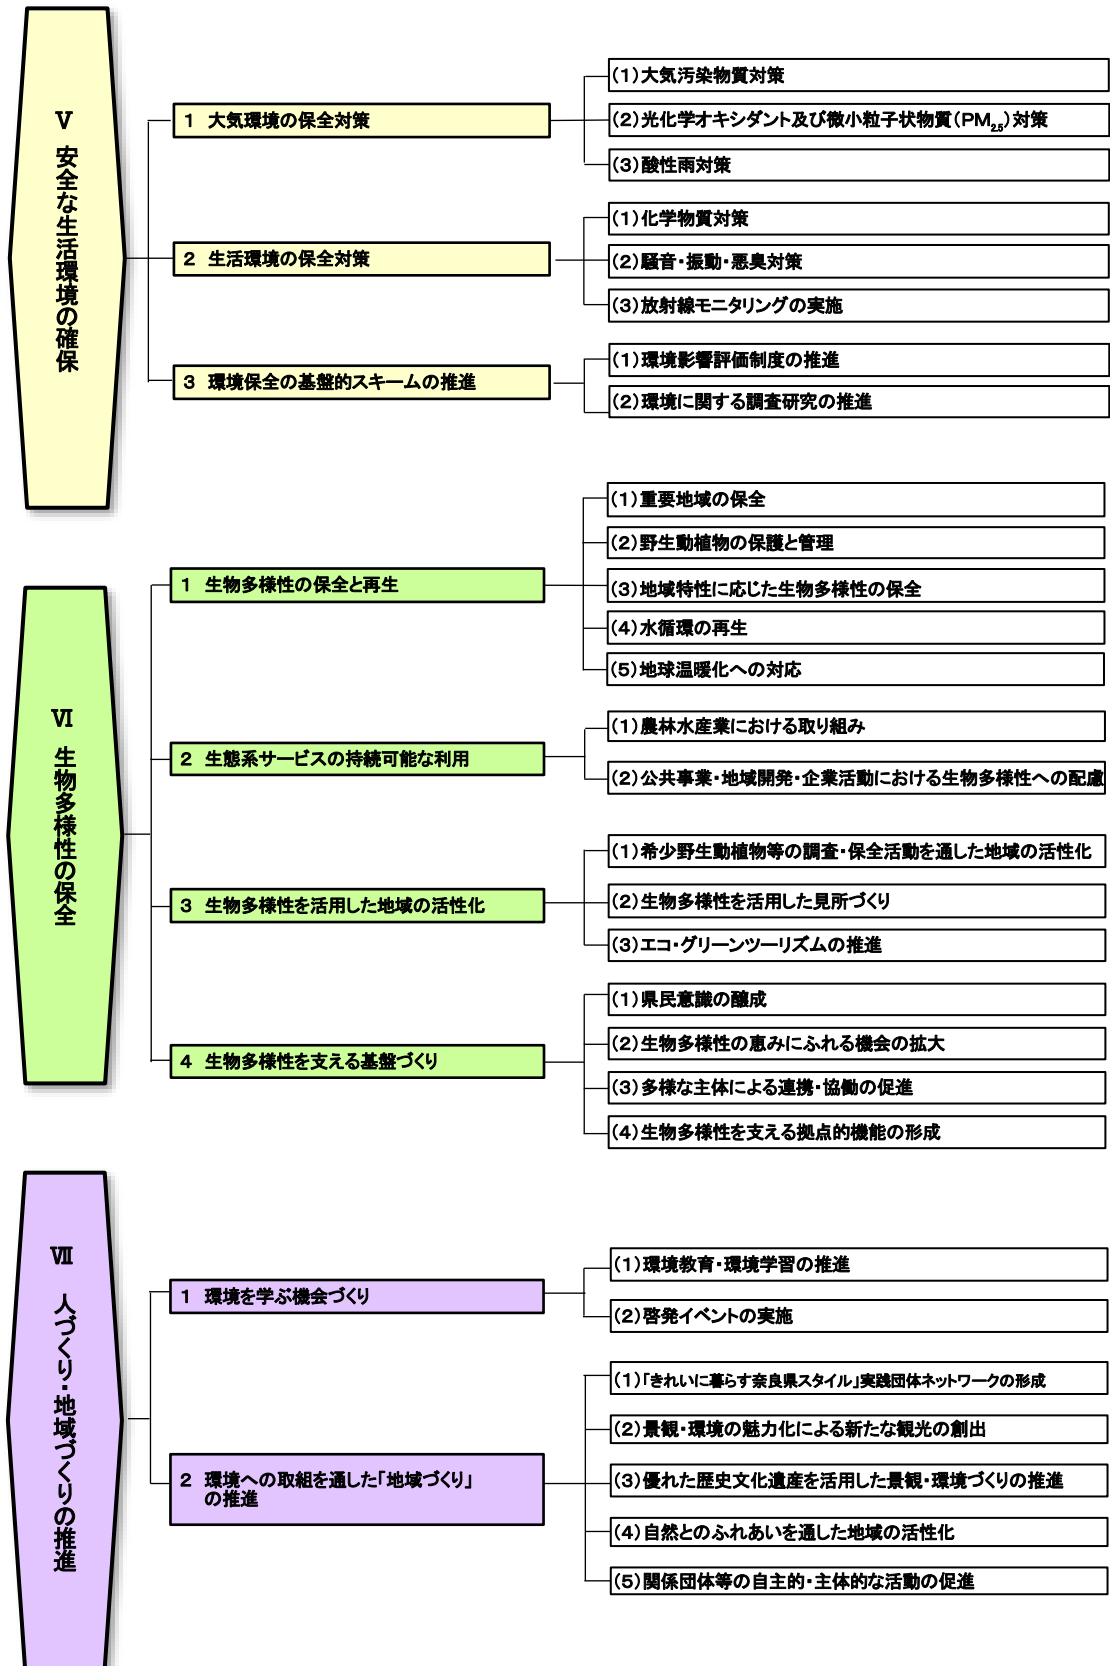 Ⅴ 安全な生活環境の確保
1 大気環境の保全対策
(1)大気汚染物質対策
(2)光化学オキシダント及び微小粒子状物質(PM2.5)対策
(3)酸性雨対策
2 生活環境の保全対策
(1)化学物質対策
(2)騒音・振動・悪臭対策
(3)放射線モニタリングの実施
3 環境保全の基盤的スキームの推進
(1)環境影響評価制度の推進
(2)環境に関する調査研究の推進
Ⅵ 生物多様性の保全
1 生物多様性の保全と再生
(1)重要地域の保全
(2)野生動植物の保護と管理
(3)地域特性に応じた生物多様性の保全
(4)水循環の再生
(5)地球温暖化への対応
2 生態系サービスの持続可能な利用
(1)農林水産業における取り組み
(2)公共事業・地域開発・企業活動における生物多様性への配慮
3 生物多様性を活用した地域の活性化
(1)希少野生動植物等の調査・保全活動を通した地域の活性化
(2)生物多様性を活用した見所づくり
(3)エコ・グリーンツーリズムの推進
4 生物多様性を支える基盤づくり
(1)県民意識の醸成
(2)生物多様性の恵みにふれる機会の拡大
(3)多様な主体による連携・協働の促進
(4)生物多様性を支える拠点的機能の形成
Ⅶ 人づくり・地域づくりの推進
1 環境を学ぶ機会づくり
(1)環境教育・環境学習の推進
(2)啓発イベントの実施
2 環境への取組を通した「地域づくり」
の推進
(1)「きれいに暮らす奈良県スタイル」実践団体ネットワークの形成
(2)景観・環境の魅力化による新たな観光の創出
(3)優れた歴史文化遺産を活用した景観・環境づくりの推進
(4)自然とのふれあいを通した地域の活性化
(5)関係団体等の自主的・主体的な活動の促進